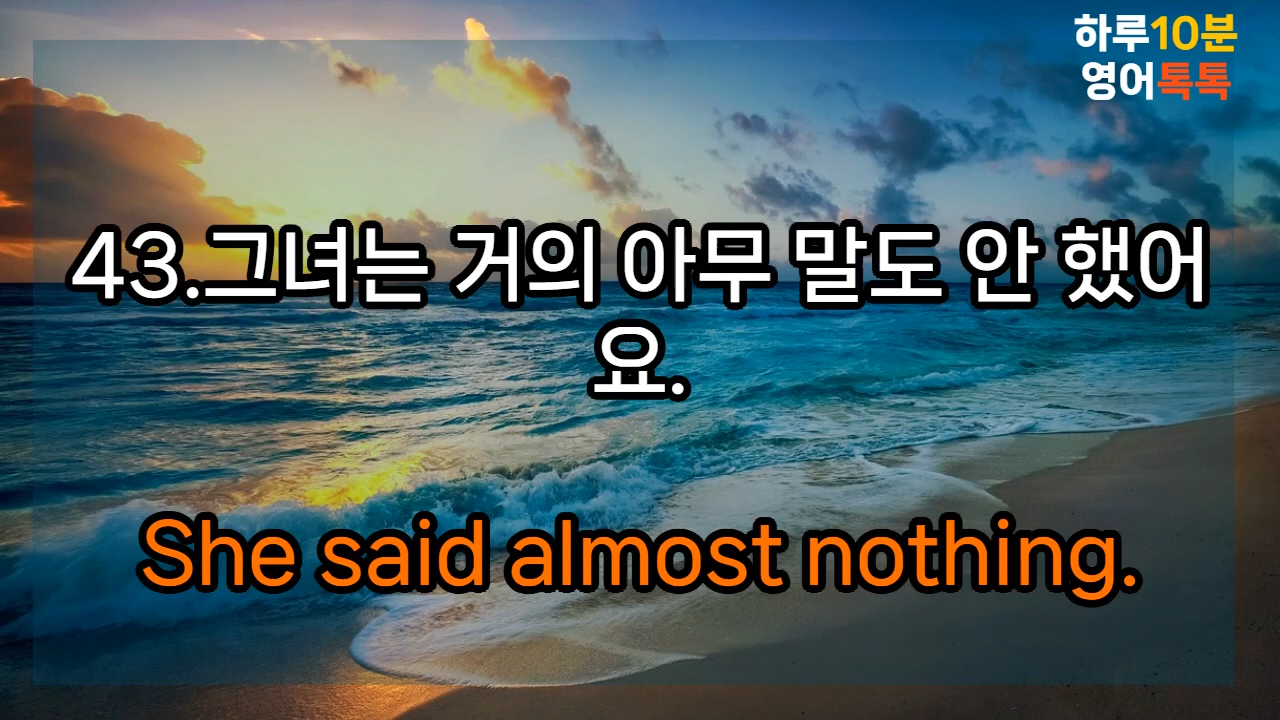 하루10분
영어톡톡
43.그녀는 거의 아무 말도 안 했어
요.
She said almost nothing.